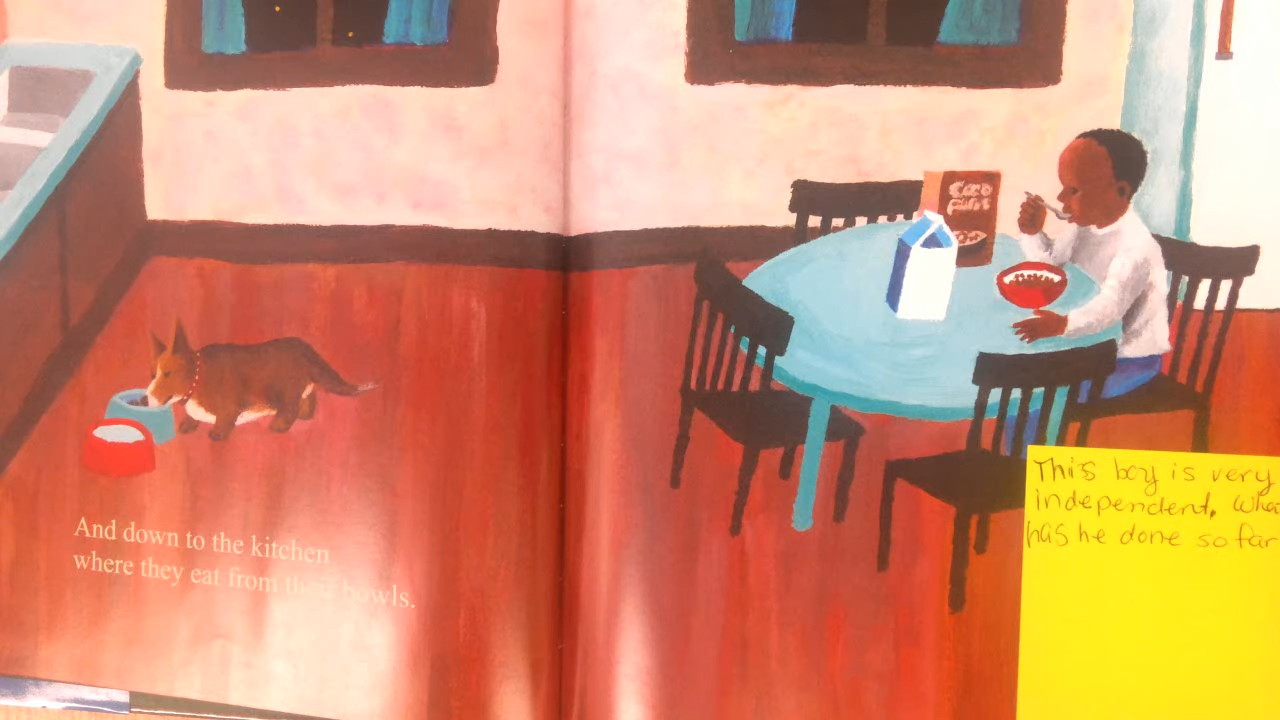 And down to the kitchen
where they eat from their bowls.
This boy is very
independent. 
has he done so far